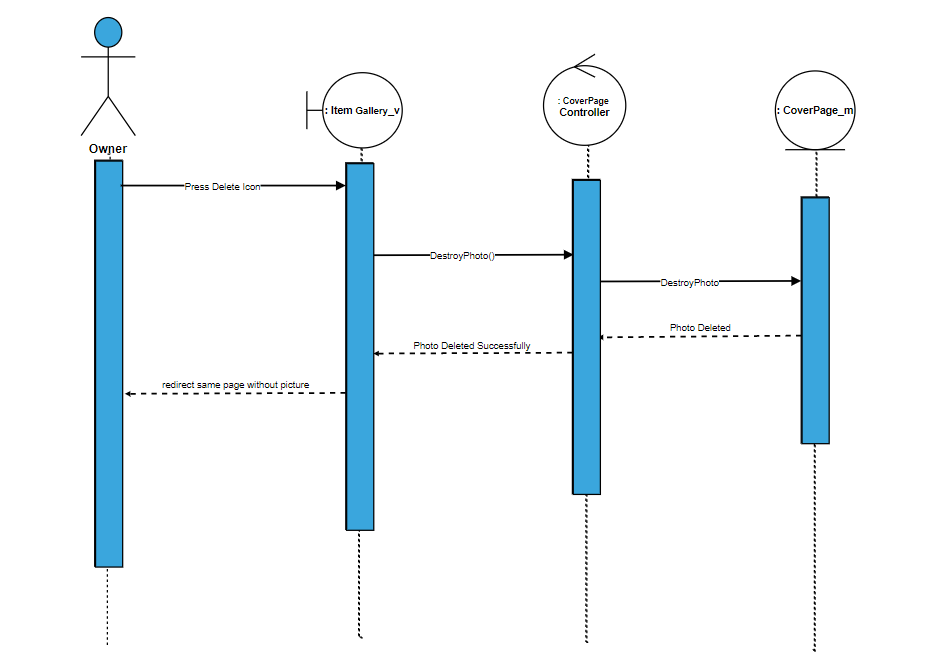 : Item Gallery_v
: CoverPage
Controller
: CoverPage_m
Owner
Press Delete Icon
DestroyPhoto()
DestroyPhoto
Photo Deleted
Photo Deleted Successfully
redirect same page without picture